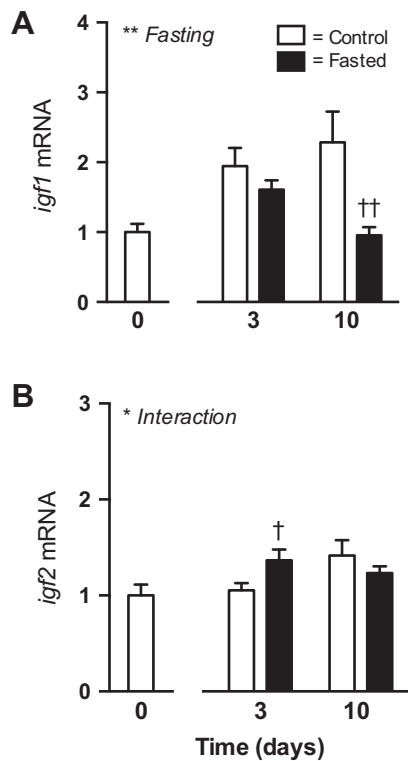 A
** Fasting
= Control
= Fasted
igf1 mRNA
4
3
2
1
0
††
0 3 10
B
* Interaction
igf2 mRNA
3
2
1
0
†
0 3 10
Time (days)